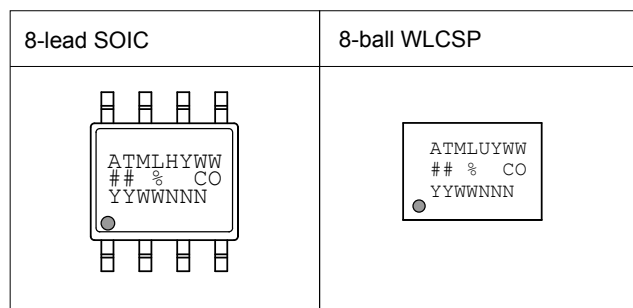 8-lead SOIC
8-ball WLCSP
ATMLHYWW
## % CO
YYWWNNN
ATMLUYWW
## % CO
YYWWNNN